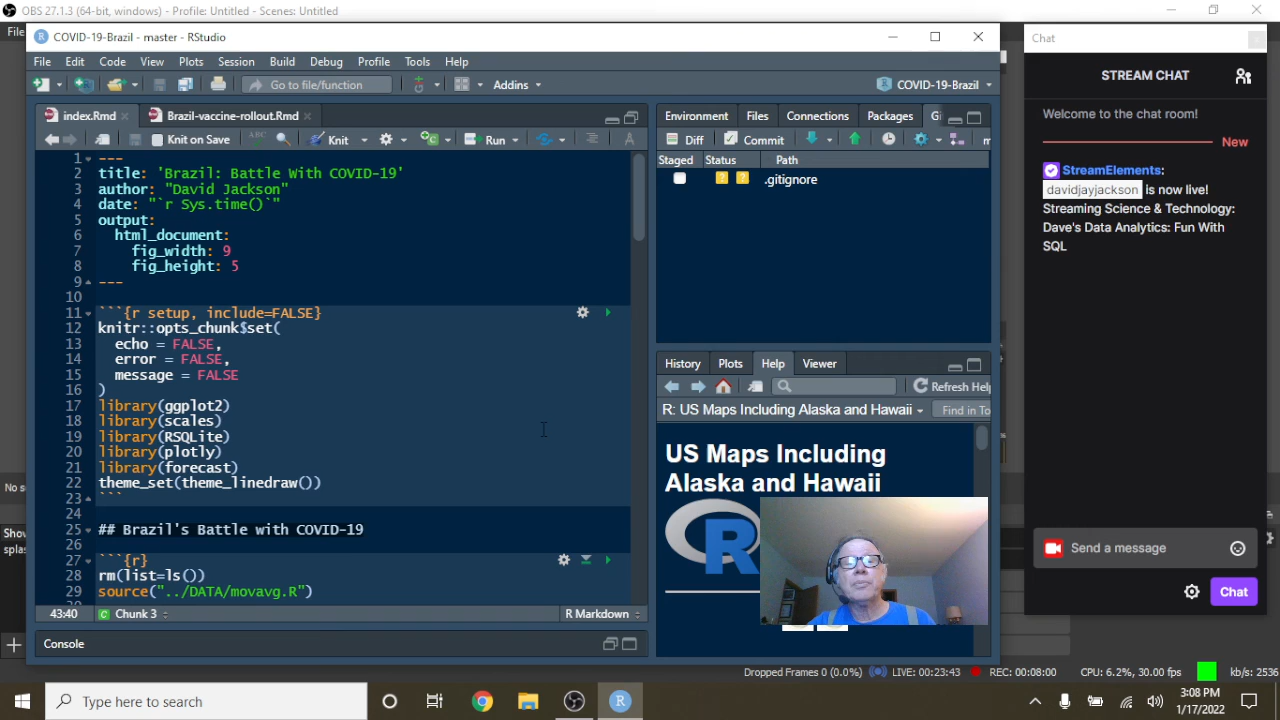 OBS 27.1.3 (64-bit, windows) - Profile: Untitled - Scenes: Untitled
File
COVID-19-Brazil - master - RStudio
File Edit Code View Plots Session Build Debug Profile Tools Help
Go to file/function
Addins
COVID-19-Brazil
index.Rmd
Brazil-vaccine-rollout.Rmd
Knit on Save
ABC
Knit
Run
1 ---
2 title: 'Brazil: Battle With COVID-19'
3 author: "David Jackson"
4 date: "`r Sys.time()`"
5 output:
6 html_document:
7 fig_width: 9
8 fig_height: 5
9 ---
10
11 ```{r setup, include=FALSE}
12 knitr::opts_chunk$set(
13 echo = FALSE,
14 error = FALSE,
15 message = FALSE
16 )
17 library(ggplot2)
18 library(scales)
19 library(RSQLite)
20 library(plotly)
21 library(forecast)
22 theme_set(theme_linedraw())
23 ```
24
25 ## Brazil's Battle with COVID-19
26
27 ```{r}
28 rm(list=ls())
29 source("../DATA/movavg.R")
43:40
Chunk 3
R Markdown
Console
Environment Files Connections Packages G
Diff Commit
Staged Status Path
? ? .gitignore
History Plots Help Viewer
Refresh Help
R: US Maps Including Alaska and Hawaii
Find in To
US Maps Including
Alaska and Hawaii
R
No s
Show
splas
Chat
STREAM CHAT
Welcome to the chat room!
New
StreamElements:
davidjayjackson is now live!
Streaming Science & Technology:
Dave's Data Analytics: Fun With
SQL
Send a message
Chat
Dropped Frames 0 (0.0%) LIVE: 00:23:43 REC: 00:08:00 CPU: 6.2%, 30.00 fps kb/s: 2536
Type here to search
3:08 PM
1/17/2022